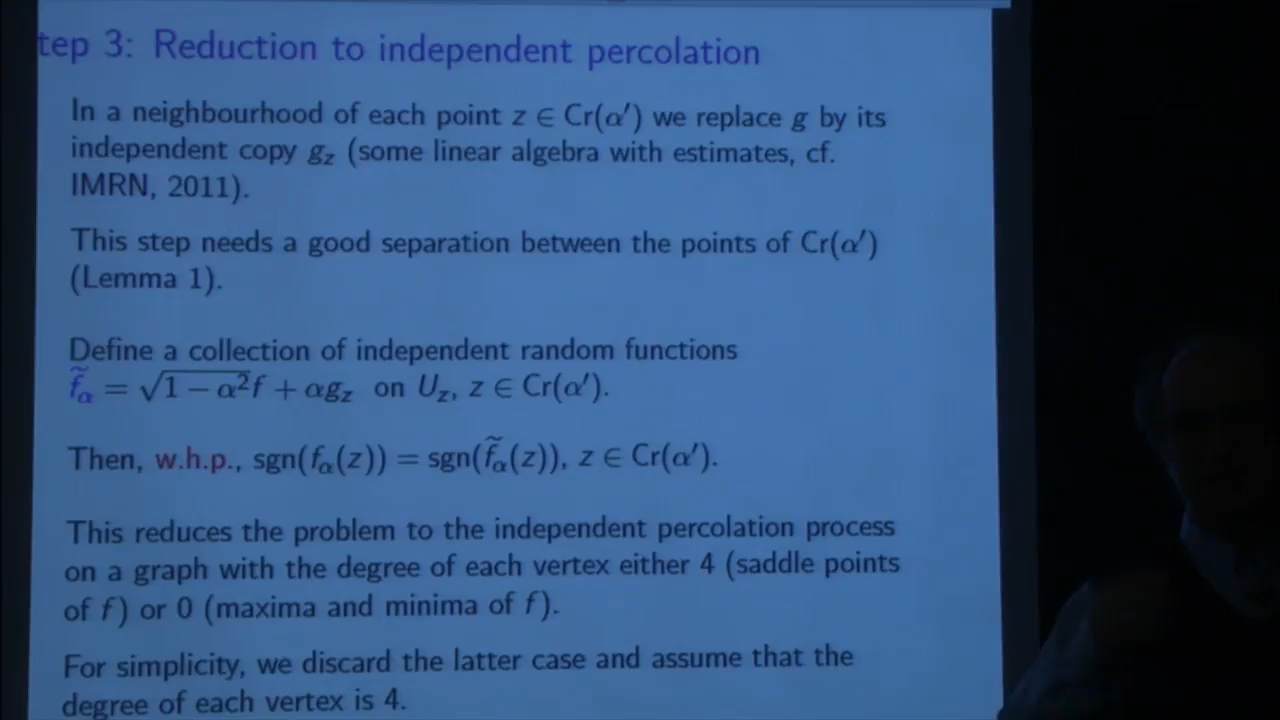 tep 3: Reduction to independent percolation
In a neighbourhood of each point z ∈ Cr(α′) we replace g by its
independent copy g_z (some linear algebra with estimates, cf.
IMRN, 2011).
This step needs a good separation between the points of Cr(α′)
(Lemma 1).
Define a collection of independent random functions
f̃_α = √(1 − α²)f + αg_z on U_z, z ∈ Cr(α′).
Then, w.h.p., sgn(f_α(z)) = sgn(f̃_α(z)), z ∈ Cr(α′).
This reduces the problem to the independent percolation process
on a graph with the degree of each vertex either 4 (saddle points
of f) or 0 (maxima and minima of f).
For simplicity, we discard the latter case and assume that the
degree of each vertex is 4.